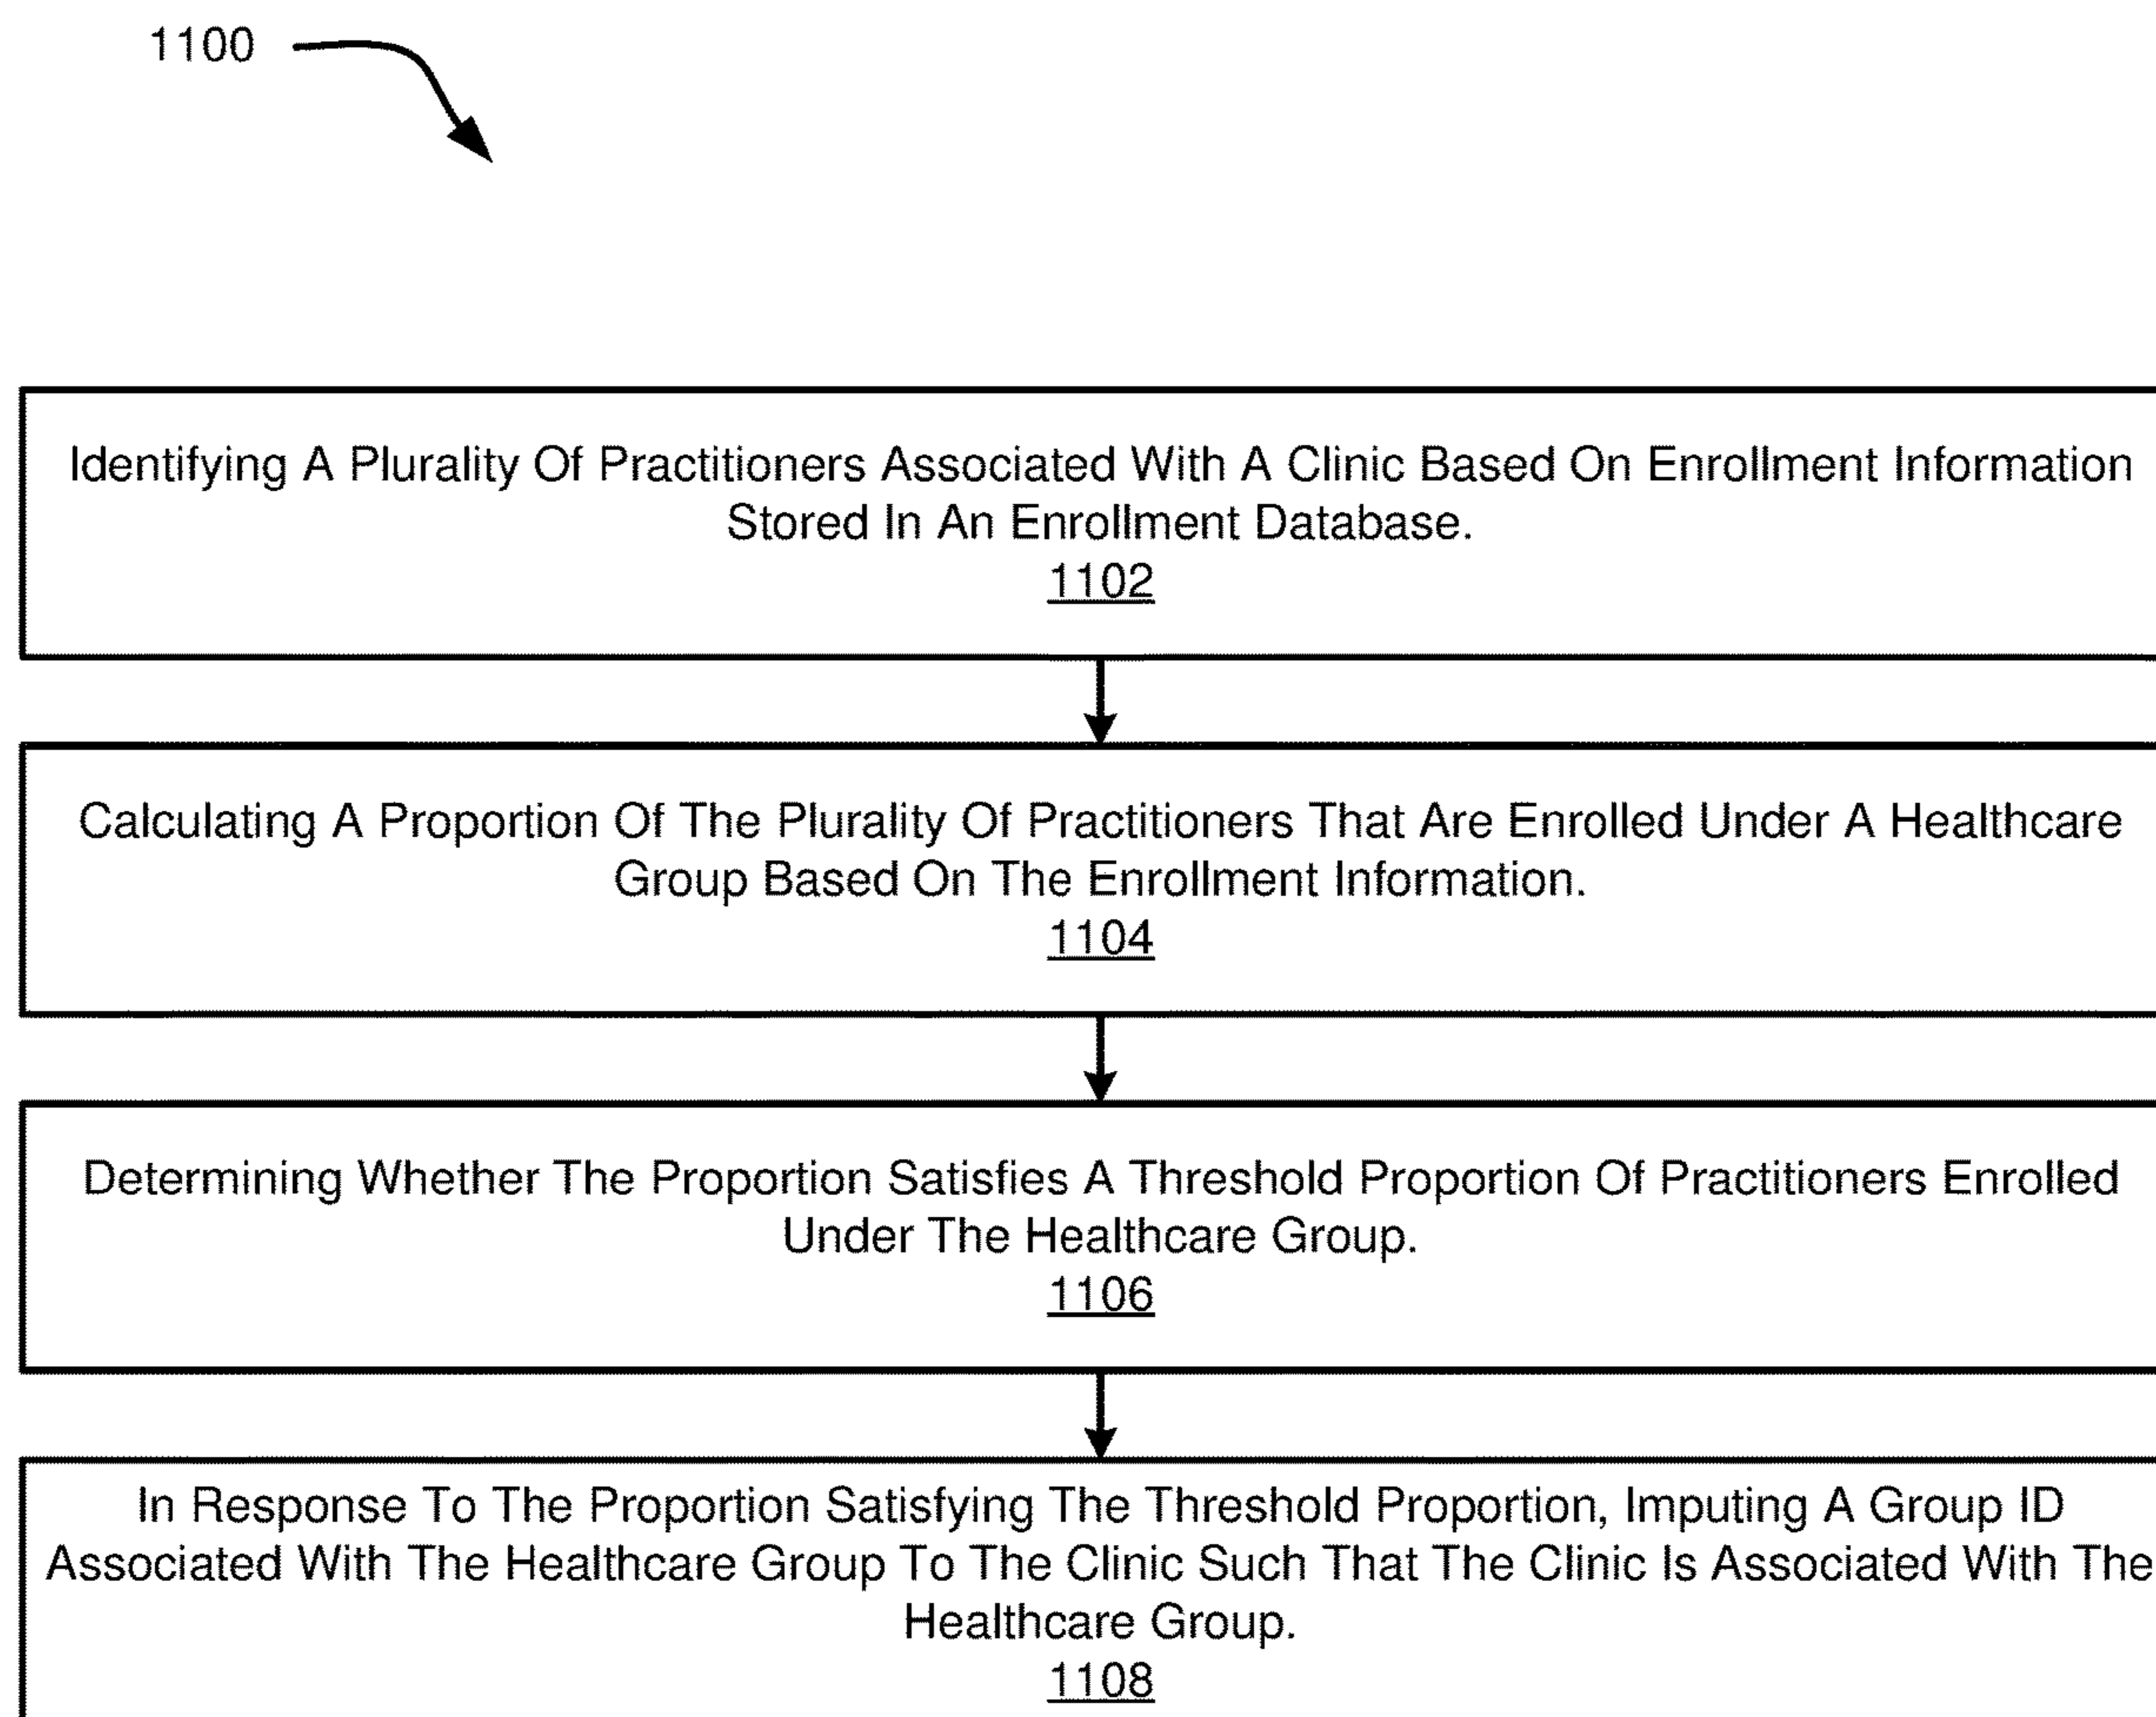 1100
Identifying A Plurality Of Practitioners Associated With A Clinic Based On Enrollment Information
Stored In An Enrollment Database.
1102
Calculating A Proportion Of The Plurality Of Practitioners That Are Enrolled Under A Healthcare
Group Based On The Enrollment Information.
1104
Determining Whether The Proportion Satisfies A Threshold Proportion Of Practitioners Enrolled
Under The Healthcare Group.
1106
In Response To The Proportion Satisfying The Threshold Proportion, Imputing A Group ID
Associated With The Healthcare Group To The Clinic Such That The Clinic Is Associated With The
Healthcare Group.
1108